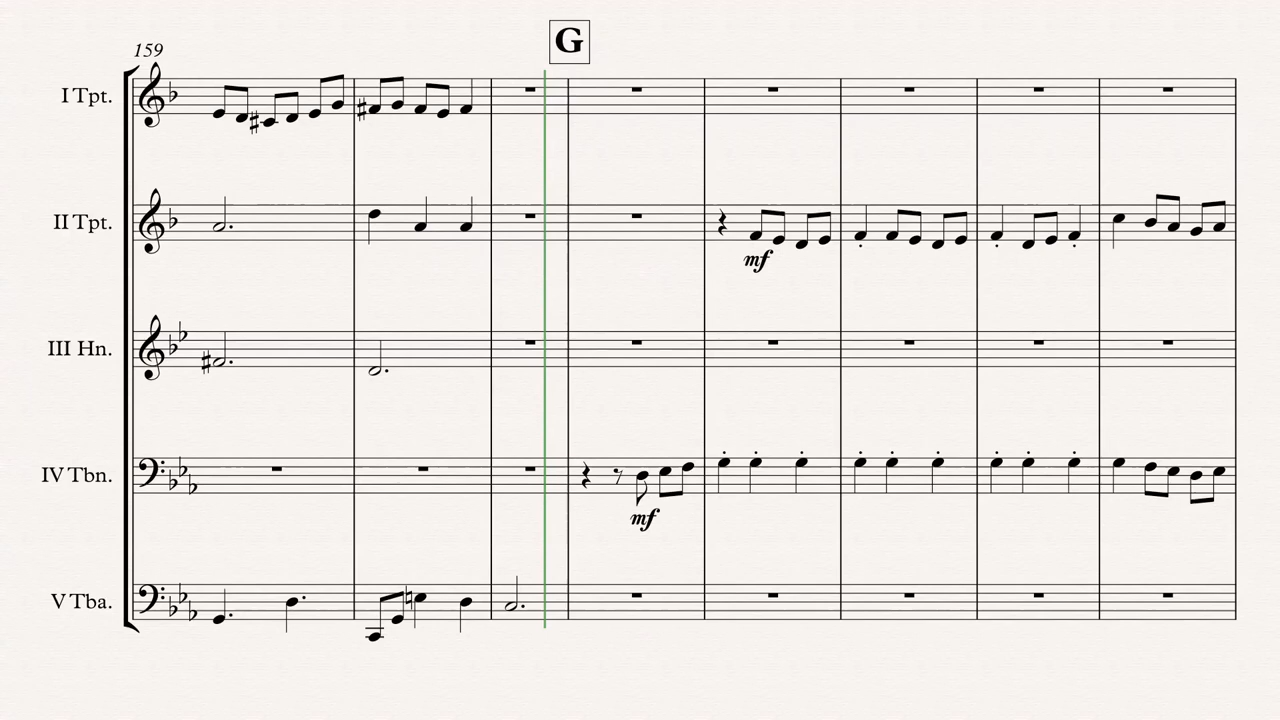 G
159
I Tpt.
II Tpt.
mf
III Hn.
IV Tbn.
mf
V Tba.